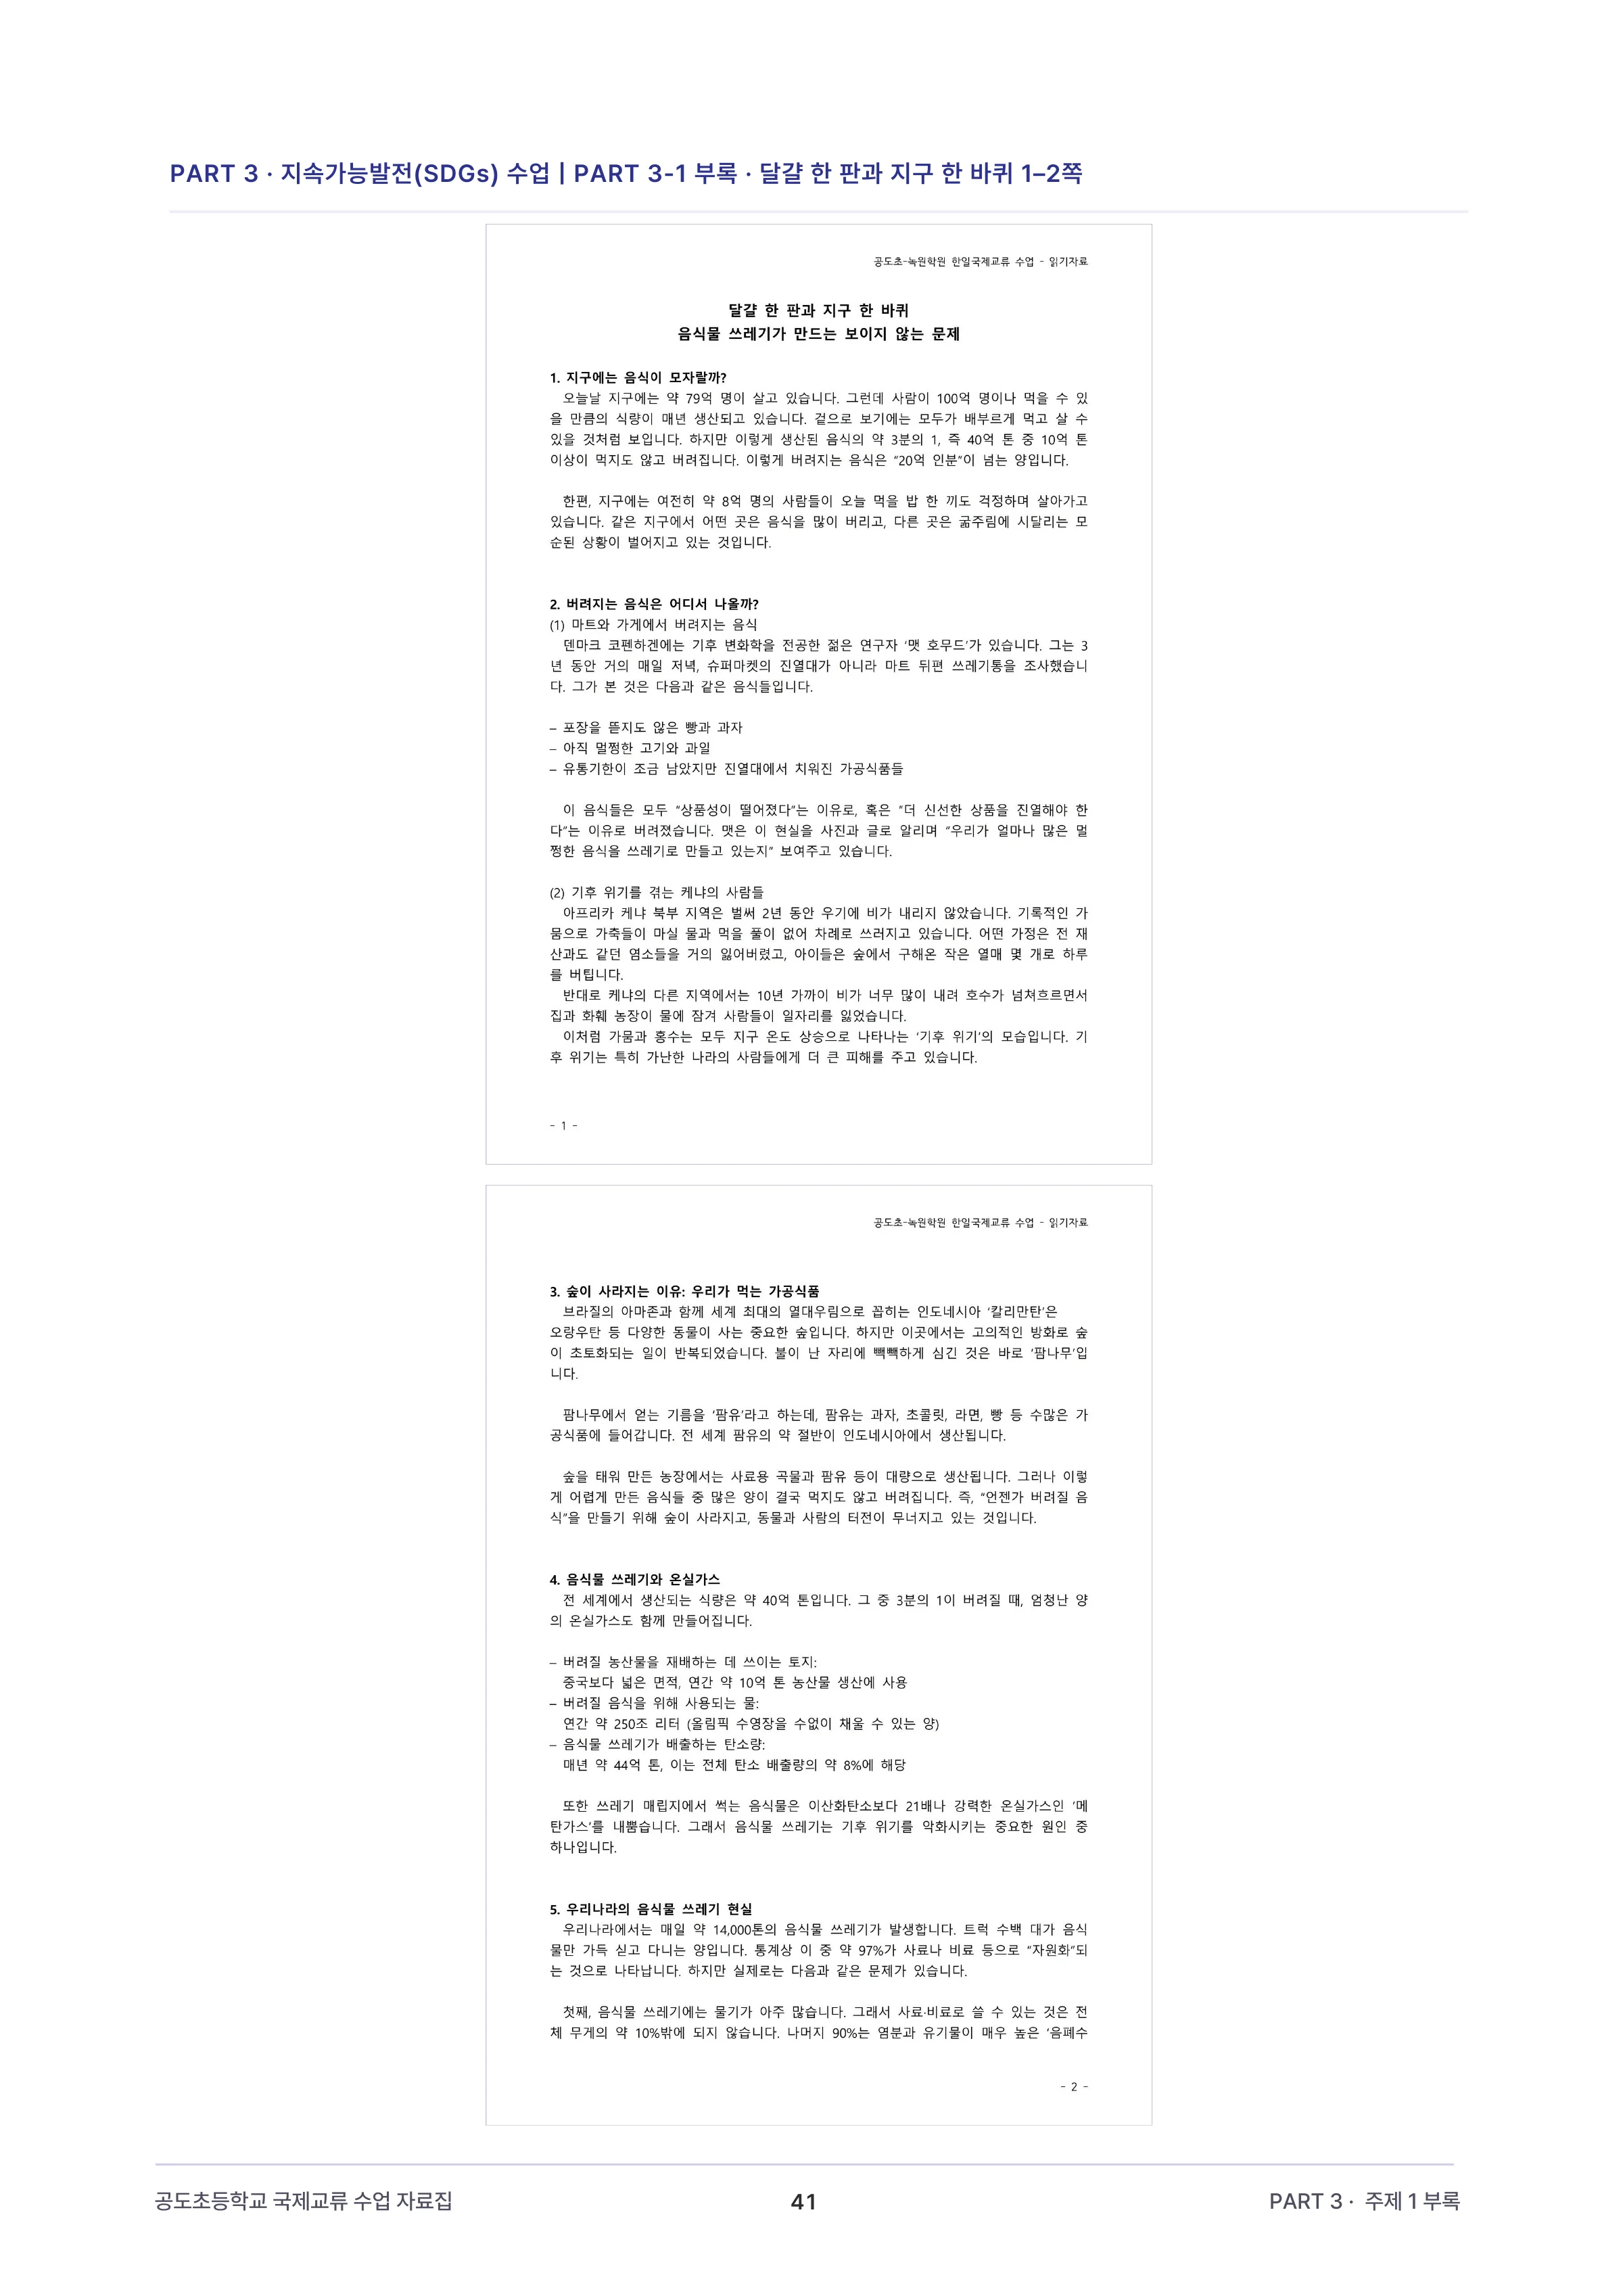 PART 3 · 지속가능발전(SDGs) 수업 | PART 3-1 부록 · 달걀 한 판과 지구 한 바퀴 1–2쪽
공도초-녹원학원 한일국제교류 수업 - 읽기자료
달걀 한 판과 지구 한 바퀴
음식물 쓰레기가 만드는 보이지 않는 문제
1. 지구에는 음식이 모자랄까?
오늘날 지구에는 약 79억 명이 살고 있습니다. 그런데 사람이 100억 명이나 먹을 수 있
을 만큼의 식량이 매년 생산되고 있습니다. 겉으로 보기에는 모두가 배부르게 먹고 살 수
있을 것처럼 보입니다. 하지만 이렇게 생산된 음식의 약 3분의 1, 즉 40억 톤 중 10억 톤
이상이 먹지도 않고 버려집니다. 이렇게 버려지는 음식은 “20억 인분”이 넘는 양입니다.
한편, 지구에는 여전히 약 8억 명의 사람들이 오늘 먹을 밥 한 끼도 걱정하며 살아가고
있습니다. 같은 지구에서 어떤 곳은 음식을 많이 버리고, 다른 곳은 굶주림에 시달리는 모
순된 상황이 벌어지고 있는 것입니다.
2. 버려지는 음식은 어디서 나올까?
(1) 마트와 가게에서 버려지는 음식
덴마크 코펜하겐에는 기후 변화학을 전공한 젊은 연구자 ‘맷 호무드’가 있습니다. 그는 3
년 동안 거의 매일 저녁, 슈퍼마켓의 진열대가 아니라 마트 뒤편 쓰레기통을 조사했습니
다. 그가 본 것은 다음과 같은 음식들입니다.
– 포장을 뜯지도 않은 빵과 과자
– 아직 멀쩡한 고기와 과일
– 유통기한이 조금 남았지만 진열대에서 치워진 가공식품들
이 음식들은 모두 “상품성이 떨어졌다”는 이유로, 혹은 “더 신선한 상품을 진열해야 한
다”는 이유로 버려졌습니다. 맷은 이 현실을 사진과 글로 알리며 “우리가 얼마나 많은 멀
쩡한 음식을 쓰레기로 만들고 있는지” 보여주고 있습니다.
(2) 기후 위기를 겪는 케냐의 사람들
아프리카 케냐 북부 지역은 벌써 2년 동안 우기에 비가 내리지 않았습니다. 기록적인 가
뭄으로 가축들이 마실 물과 먹을 풀이 없어 차례로 쓰러지고 있습니다. 어떤 가정은 전 재
산과도 같던 염소들을 거의 잃어버렸고, 아이들은 숲에서 구해온 작은 열매 몇 개로 하루
를 버팁니다.
반대로 케냐의 다른 지역에서는 10년 가까이 비가 너무 많이 내려 호수가 넘쳐흐르면서
집과 화훼 농장이 물에 잠겨 사람들이 일자리를 잃었습니다.
이처럼 가뭄과 홍수는 모두 지구 온도 상승으로 나타나는 ‘기후 위기’의 모습입니다. 기
후 위기는 특히 가난한 나라의 사람들에게 더 큰 피해를 주고 있습니다.
- 1 -
공도초-녹원학원 한일국제교류 수업 - 읽기자료
3. 숲이 사라지는 이유: 우리가 먹는 가공식품
브라질의 아마존과 함께 세계 최대의 열대우림으로 꼽히는 인도네시아 ‘칼리만탄’은
오랑우탄 등 다양한 동물이 사는 중요한 숲입니다. 하지만 이곳에서는 고의적인 방화로 숲
이 초토화되는 일이 반복되었습니다. 불이 난 자리에 빽빽하게 심긴 것은 바로 ‘팜나무’입
니다.
팜나무에서 얻는 기름을 ‘팜유’라고 하는데, 팜유는 과자, 초콜릿, 라면, 빵 등 수많은 가
공식품에 들어갑니다. 전 세계 팜유의 약 절반이 인도네시아에서 생산됩니다.
숲을 태워 만든 농장에서는 사료용 곡물과 팜유 등이 대량으로 생산됩니다. 그러나 이렇
게 어렵게 만든 음식들 중 많은 양이 결국 먹지도 않고 버려집니다. 즉, “언젠가 버려질 음
식”을 만들기 위해 숲이 사라지고, 동물과 사람의 터전이 무너지고 있는 것입니다.
4. 음식물 쓰레기와 온실가스
전 세계에서 생산되는 식량은 약 40억 톤입니다. 그 중 3분의 1이 버려질 때, 엄청난 양
의 온실가스도 함께 만들어집니다.
– 버려질 농산물을 재배하는 데 쓰이는 토지:
중국보다 넓은 면적, 연간 약 10억 톤 농산물 생산에 사용
– 버려질 음식을 위해 사용되는 물:
연간 약 250조 리터 (올림픽 수영장을 수없이 채울 수 있는 양)
– 음식물 쓰레기가 배출하는 탄소량:
매년 약 44억 톤, 이는 전체 탄소 배출량의 약 8%에 해당
또한 쓰레기 매립지에서 썩는 음식물은 이산화탄소보다 21배나 강력한 온실가스인 ‘메
탄가스’를 내뿜습니다. 그래서 음식물 쓰레기는 기후 위기를 악화시키는 중요한 원인 중
하나입니다.
5. 우리나라의 음식물 쓰레기 현실
우리나라에서는 매일 약 14,000톤의 음식물 쓰레기가 발생합니다. 트럭 수백 대가 음식
물만 가득 싣고 다니는 양입니다. 통계상 이 중 약 97%가 사료나 비료 등으로 “자원화”되
는 것으로 나타납니다. 하지만 실제로는 다음과 같은 문제가 있습니다.
첫째, 음식물 쓰레기에는 물기가 아주 많습니다. 그래서 사료·비료로 쓸 수 있는 것은 전
체 무게의 약 10%밖에 되지 않습니다. 나머지 90%는 염분과 유기물이 매우 높은 ‘음폐수
- 2 -
공도초등학교 국제교류 수업 자료집
41
PART 3 · 주제 1 부록